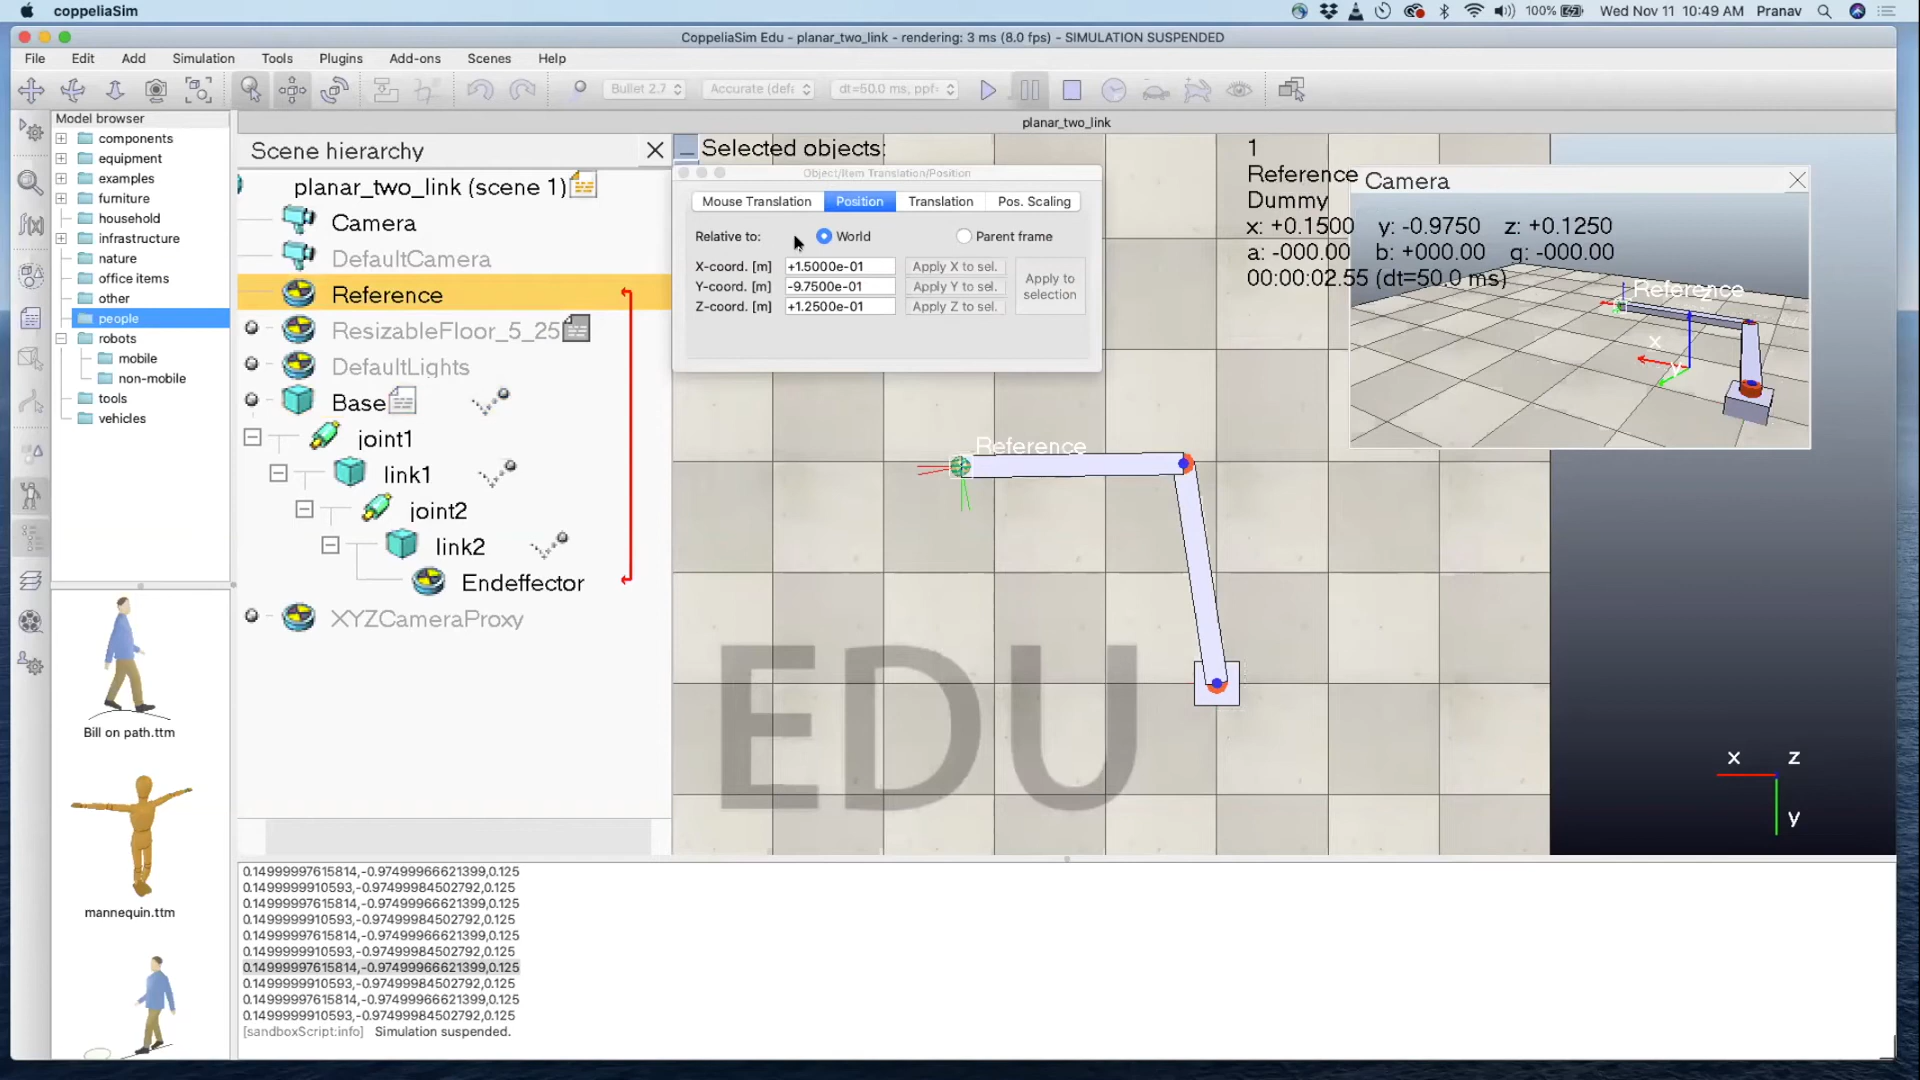 coppeliaSim
100%
Wed Nov 11 10:49 AM Pranav
CoppeliaSim Edu - planar_two_link - rendering: 3 ms (8.0 fps) - SIMULATION SUSPENDED
File Edit Add Simulation Tools Plugins Add-ons Scenes Help
Bullet 2.7
Accurate (defa
dt=50.0 ms, ppf=
Model browser
planar_two_link
components
equipment
examples
furniture
household
infrastructure
nature
office items
other
people
robots
mobile
non-mobile
tools
vehicles
Bill on path.ttm
mannequin.ttm
Scene hierarchy
planar_two_link (scene 1)
Camera
DefaultCamera
Reference
ResizableFloor_5_25
DefaultLights
Base
joint1
link1
joint2
link2
Endeffector
XYZCameraProxy
Selected objects:
1
Reference
Dummy
x: +0.1500 y: -0.9750 z: +0.1250
a: -000.00 b: +000.00 g: -000.00
00:00:02.55 (dt=50.0 ms)
Object/Item Translation/Position
Mouse Translation Position Translation Pos. Scaling
Relative to: World Parent frame
X-coord. [m] +1.5000e-01 Apply X to sel.
Y-coord. [m] -9.7500e-01 Apply Y to sel.
Z-coord. [m] +1.2500e-01 Apply Z to sel.
Apply to
selection
Camera
Reference
x
Reference
EDU
x z
y
0.14999997615814,-0.97499966621399,0.125
0.14999999910593,-0.97499984502792,0.125
0.14999997615814,-0.97499966621399,0.125
0.14999999910593,-0.97499984502792,0.125
0.14999997615814,-0.97499966621399,0.125
0.14999999910593,-0.97499984502792,0.125
0.14999997615814,-0.97499966621399,0.125
0.14999999910593,-0.97499984502792,0.125
0.14999997615814,-0.97499966621399,0.125
0.14999999910593,-0.97499984502792,0.125
[sandboxScript:info] Simulation suspended.